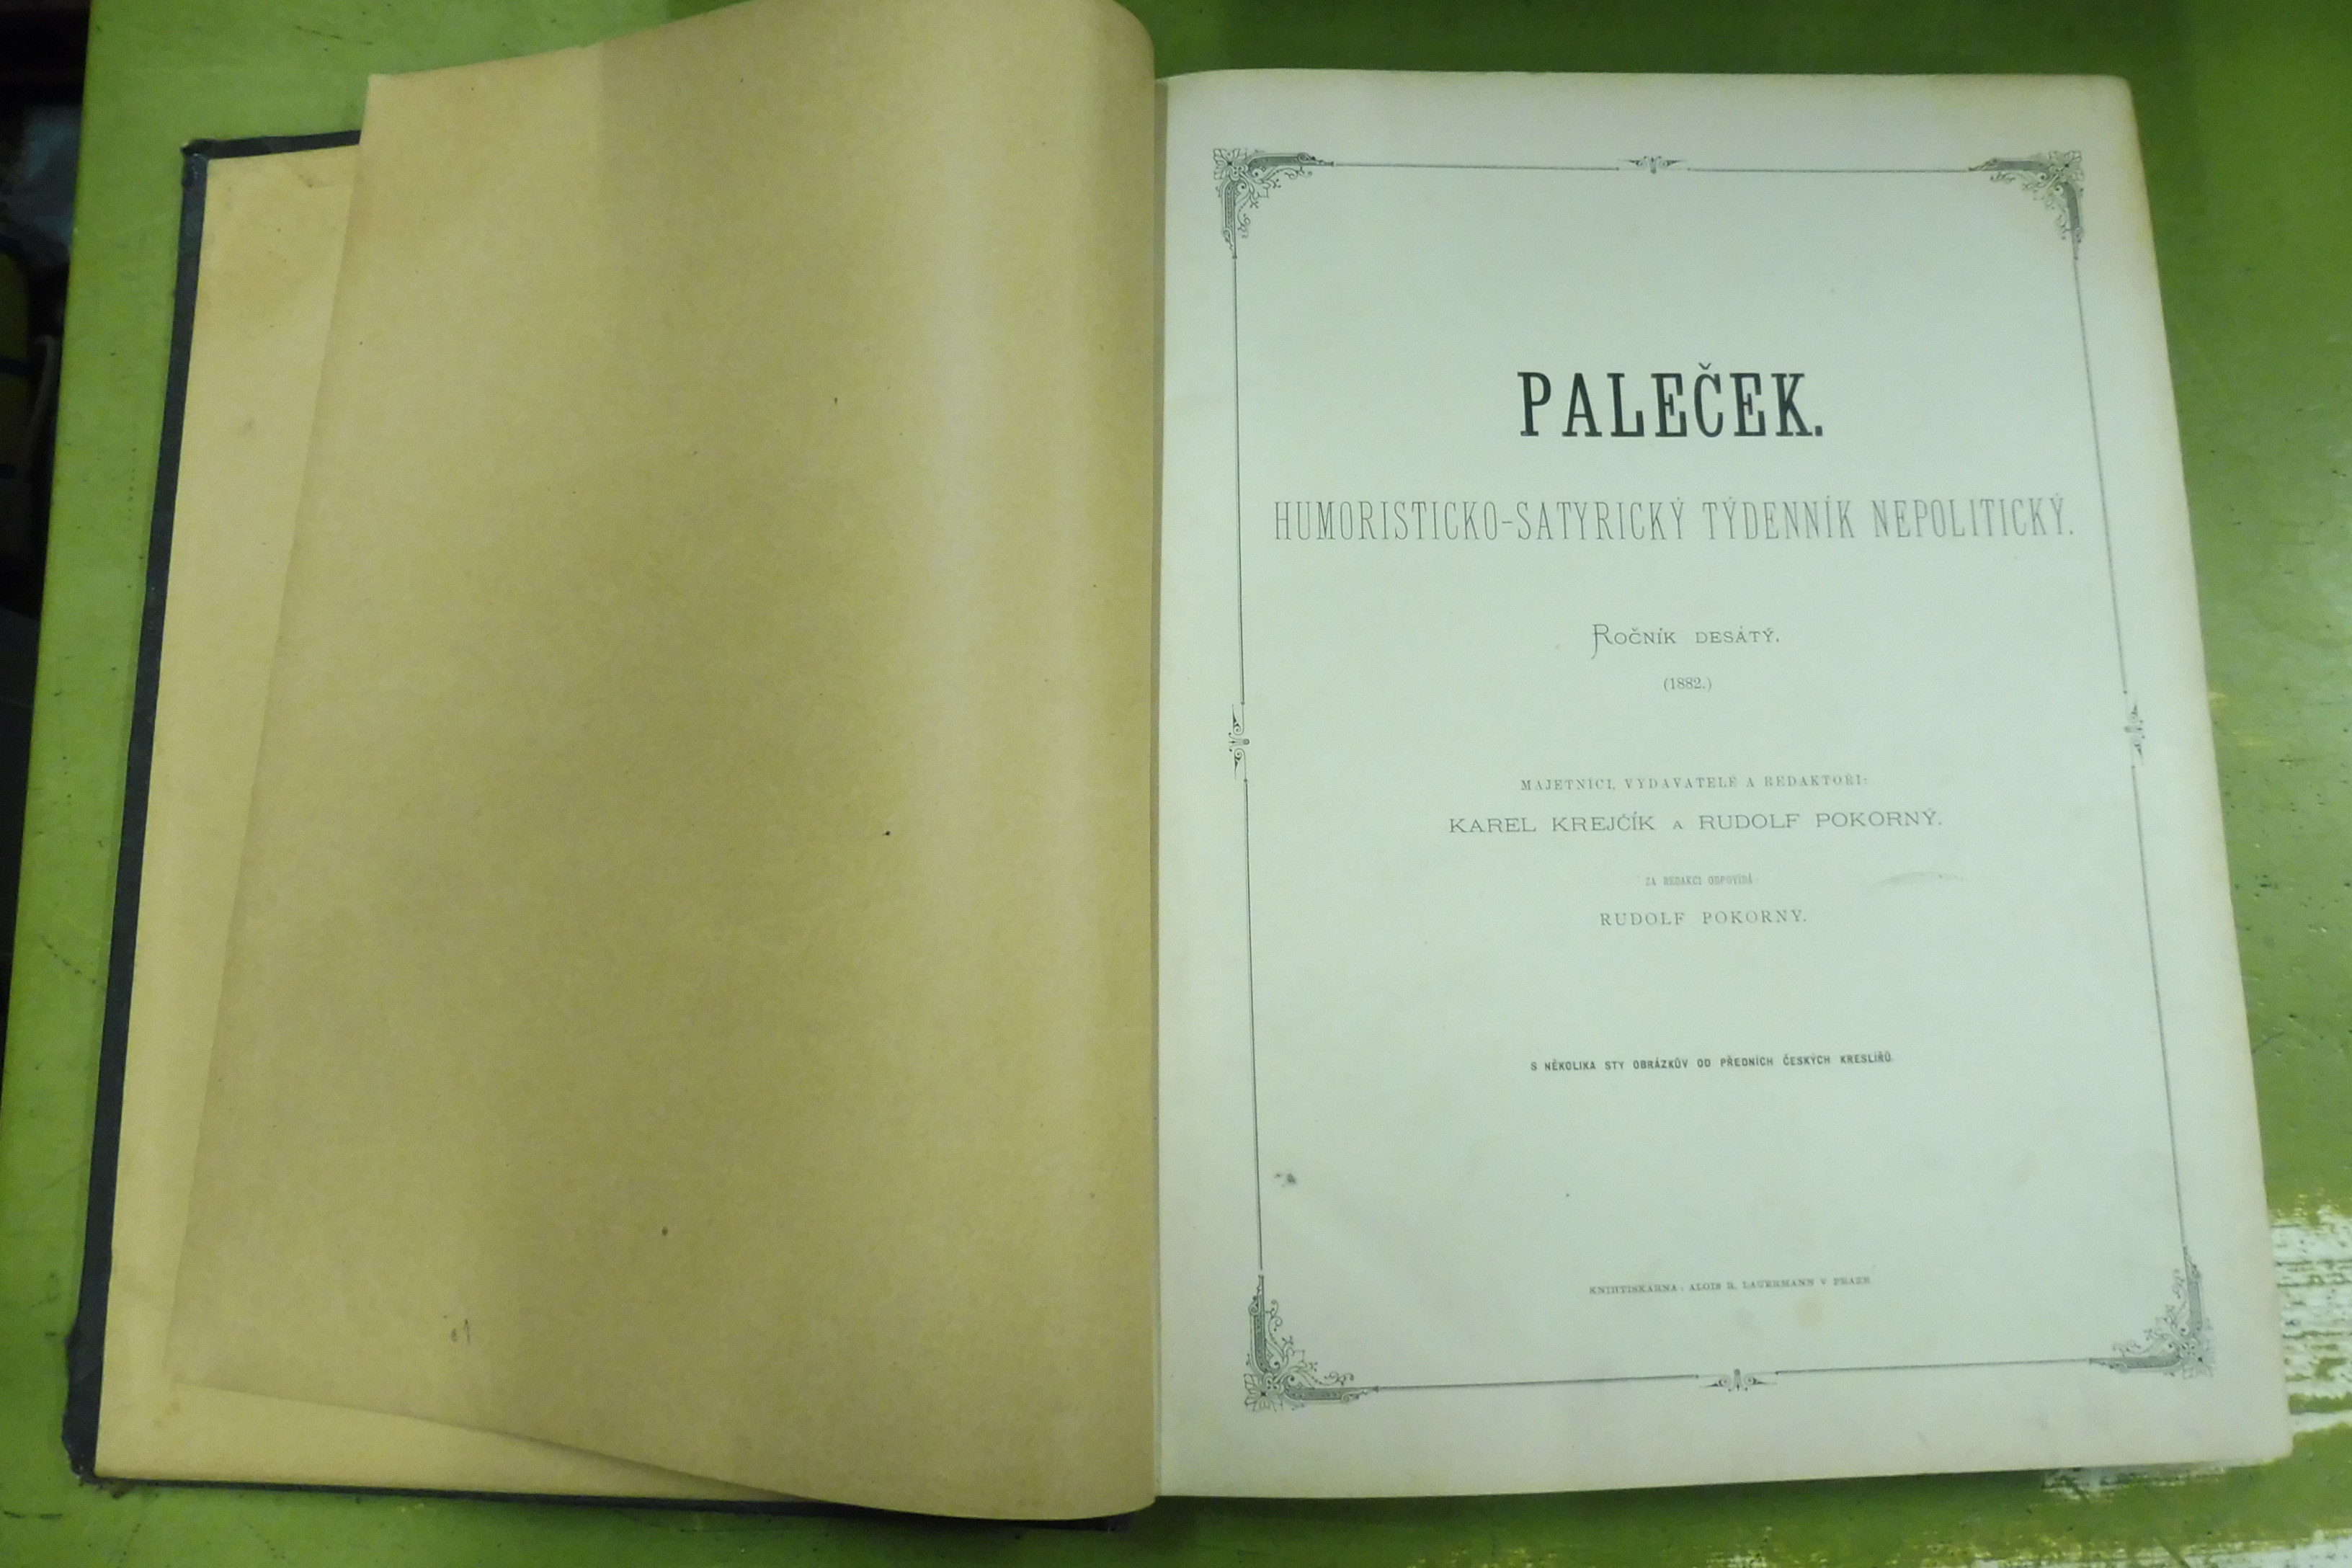 PALEČEK.
HUMORISTICKO-SATYRICKÝ TÝDENNÍK NEPOLITICKÝ.
ROČNÍK DESÁTÝ.
(1882.)
MAJETNÍCI, VYDAVATELÉ A REDAKTOŘI:
KAREL KREJČÍK A RUDOLF POKORNÝ.
ZA REDAKCI ODPOVÍDÁ
RUDOLF POKORNÝ.
S NĚKOLIKA STY OBRÁZKŮV OD PŘEDNÍCH ČESKÝCH KRESLÍŘŮ.
KNIHTISKÁRNA: ALOIS R. LAUERMANN V PRAZE